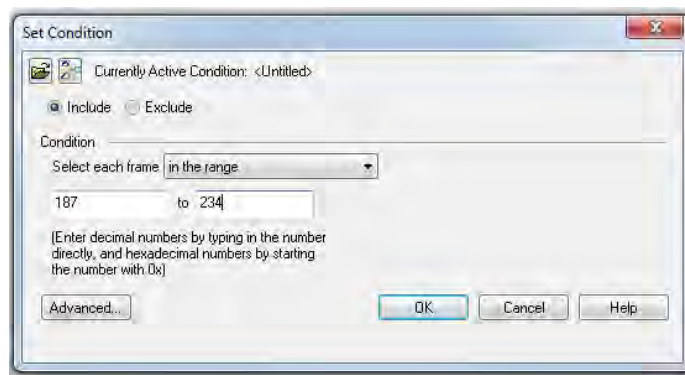 Set Condition
Currently Active Condition: <Untitled>
Include Exclude
Condition
Select each frame in the range
187 to 234
(Enter decimal numbers by typing in the number
directly, and hexadecimal numbers by starting
the number with 0x)
Advanced... OK Cancel Help